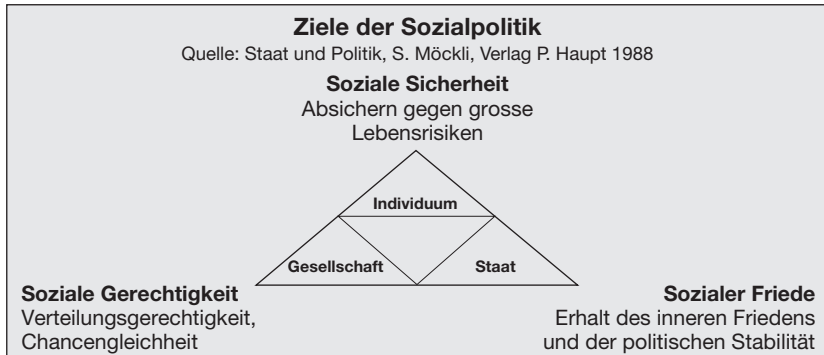 Ziele der Sozialpolitik
Quelle: Staat und Politik, S. Möckli, Verlag P. Haupt 1988
Soziale Sicherheit
Absichern gegen grosse
Lebensrisiken
Individuum
Gesellschaft
Staat
Soziale Gerechtigkeit
Verteilungsgerechtigkeit,
Chancengleichheit
Sozialer Friede
Erhalt des inneren Friedens
und der politischen Stabilität